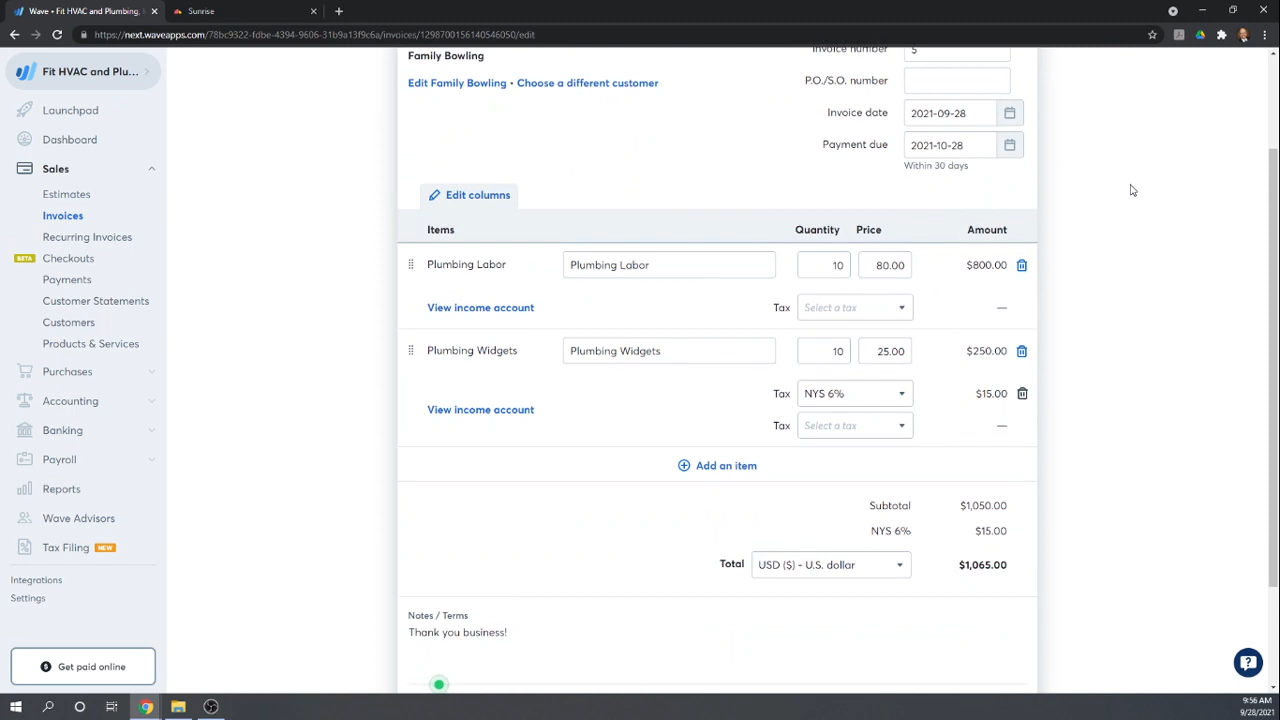 Wave • Fit HVAC and Plumbing,
Sunrise
https://next.waveapps.com/78bc9322-fdbe-4394-9606-31b9a13f9c6a/invoices/1298700156140546050/edit
Fit HVAC and Plu...
Launchpad
Dashboard
Sales
Estimates
Invoices
Recurring Invoices
BETA Checkouts
Payments
Customer Statements
Customers
Products & Services
Purchases
Accounting
Banking
Payroll
Reports
Wave Advisors
Tax Filing NEW
Integrations
Settings
Get paid online
Family Bowling
Edit Family Bowling • Choose a different customer
Invoice number 5
P.O./S.O. number
Invoice date 2021-09-28
Payment due 2021-10-28
Within 30 days
Edit columns
Items Quantity Price Amount
Plumbing Labor Plumbing Labor 10 80.00 $800.00
View income account Tax Select a tax —
Plumbing Widgets Plumbing Widgets 10 25.00 $250.00
Tax NYS 6% $15.00
View income account
Tax Select a tax —
Add an item
Subtotal $1,050.00
NYS 6% $15.00
Total USD ($) - U.S. dollar $1,065.00
Notes / Terms
Thank you business!
9:56 AM
9/28/2021